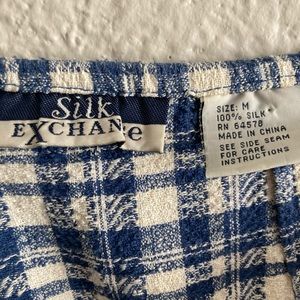 Silk
EXCHANGe
SIZE: M
100% SILK
RN 64578
MADE IN CHINA
SEE SIDE SEAM
FOR CARE
INSTRUCTIONS